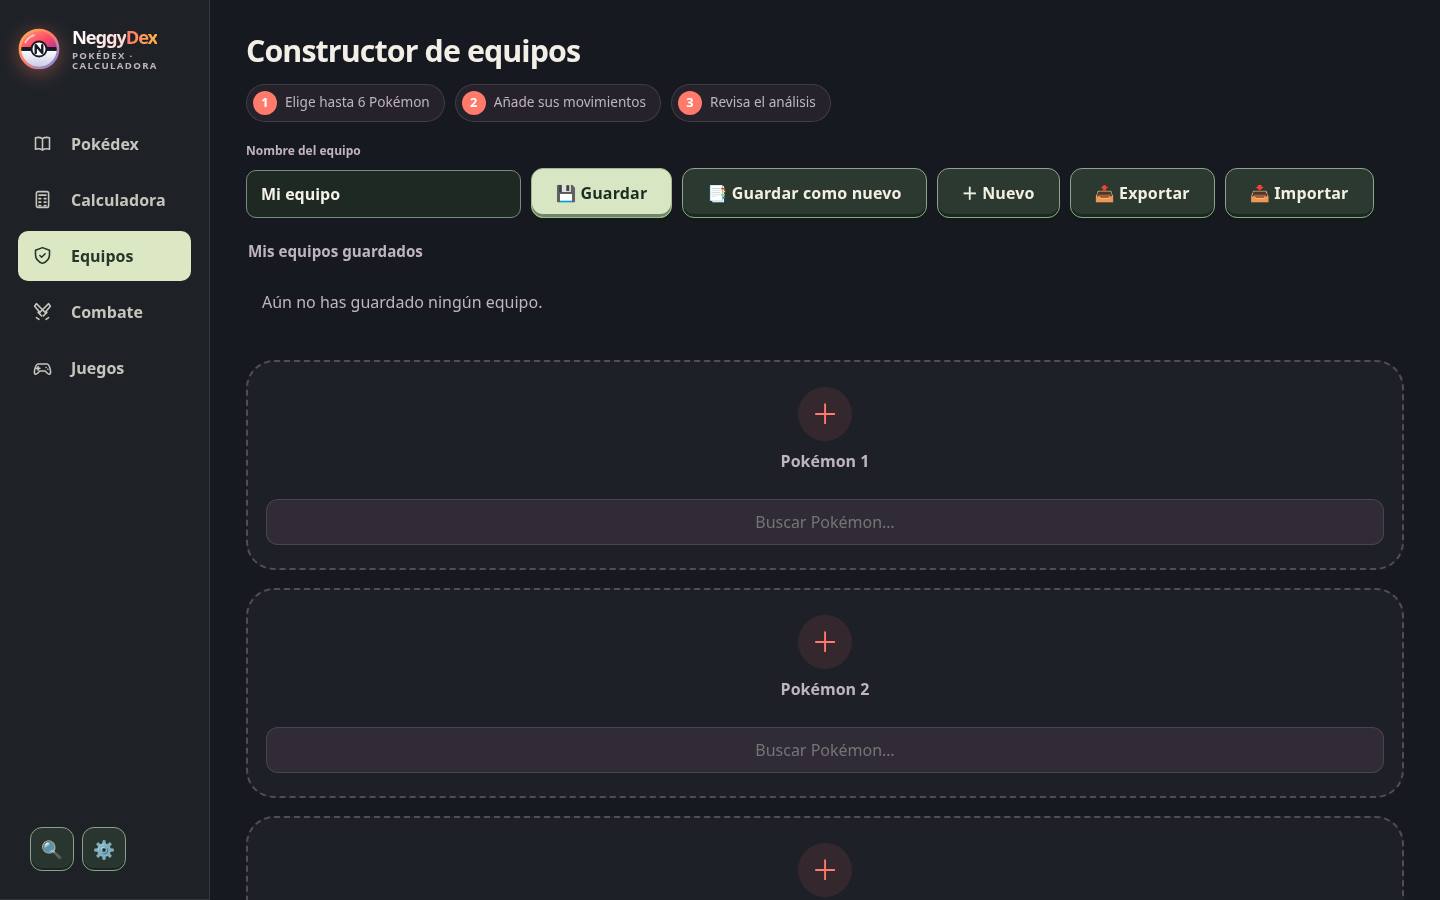 NeggyDex
POKÉDEX ·
CALCULADORA
Pokédex
Calculadora
Equipos
Combate
Juegos
Constructor de equipos
1 Elige hasta 6 Pokémon
2 Añade sus movimientos
3 Revisa el análisis
Nombre del equipo
Mi equipo
Guardar
Guardar como nuevo
+ Nuevo
Exportar
Importar
Mis equipos guardados
Aún no has guardado ningún equipo.
Pokémon 1
Buscar Pokémon...
Pokémon 2
Buscar Pokémon...